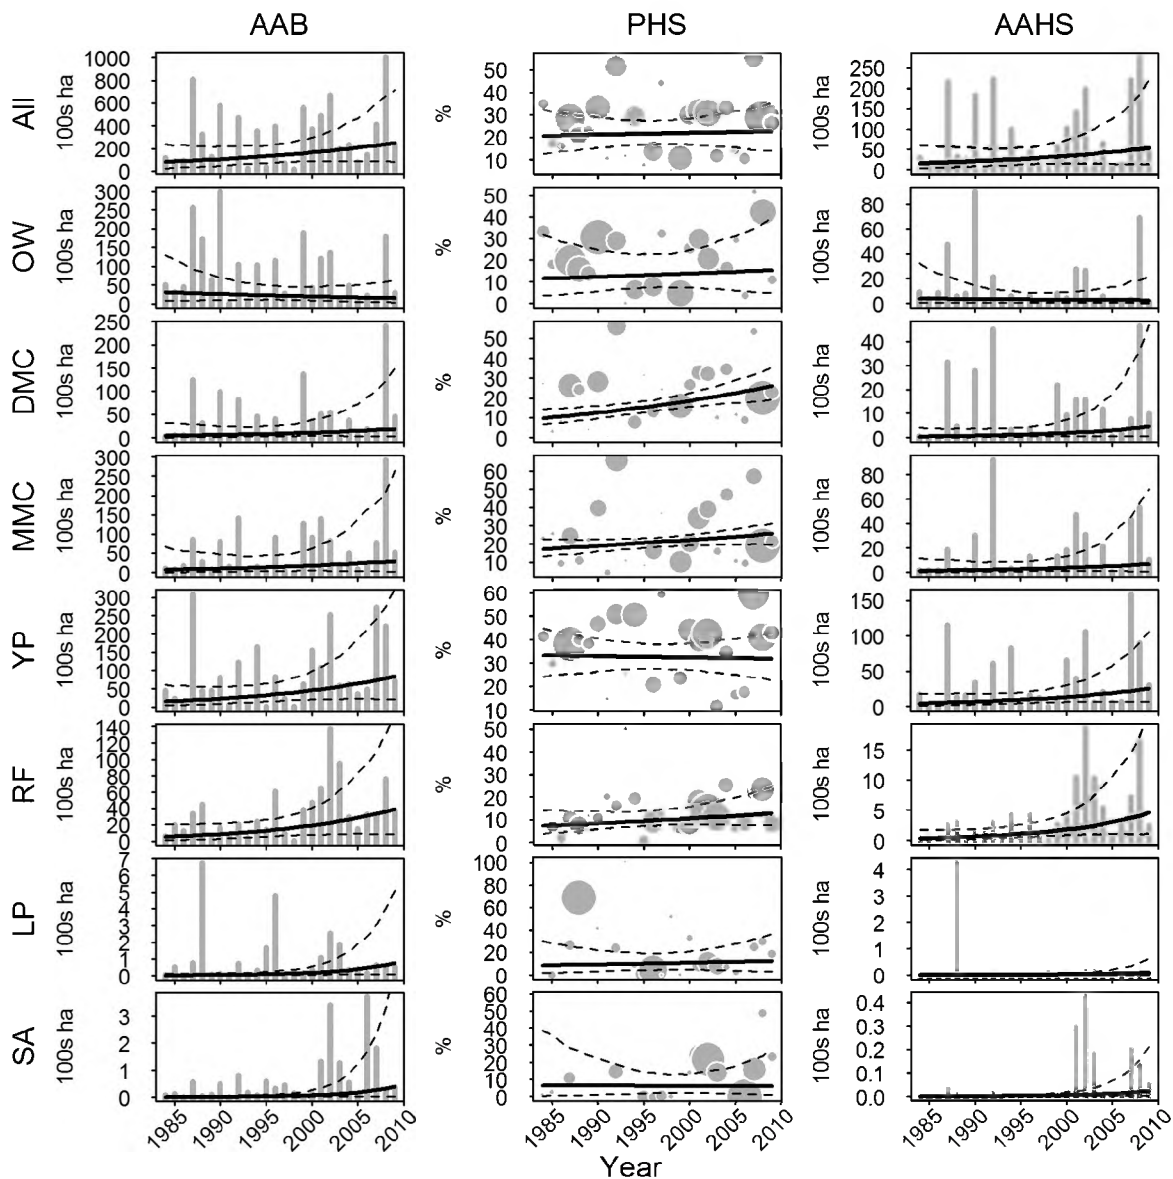 AAB PHS AAHS
All 100s ha 1000 800 600 400 200 0 % 50 40 30 20 10 100s ha 250 200 150 100 50 0
OW 100s ha 300 250 200 150 100 50 0 % 50 40 30 20 10 0 100s ha 80 60 40 20 0
DMC 100s ha 250 200 150 100 50 0 % 50 40 30 20 10 0 100s ha 40 30 20 10 0
MMC 100s ha 300 250 200 150 100 50 0 % 60 50 40 30 20 10 100s ha 80 60 40 20 0
YP 100s ha 300 250 200 150 100 50 0 % 60 50 40 30 20 10 100s ha 150 100 50 0
RF 100s ha 140 120 100 80 60 40 20 0 % 50 40 30 20 10 0 100s ha 15 10 5 0
LP 100s ha 7 6 5 4 3 2 1 0 % 100 80 60 40 20 0 100s ha 4 3 2 1 0
SA 100s ha 3 2 1 0 % 60 50 40 30 20 10 0 100s ha 0.4 0.3 0.2 0.1 0.0
1985 1990 1995 2000 2005 2010 1985 1990 1995 2000 2005 2010 1985 1990 1995 2000 2005 2010
Year